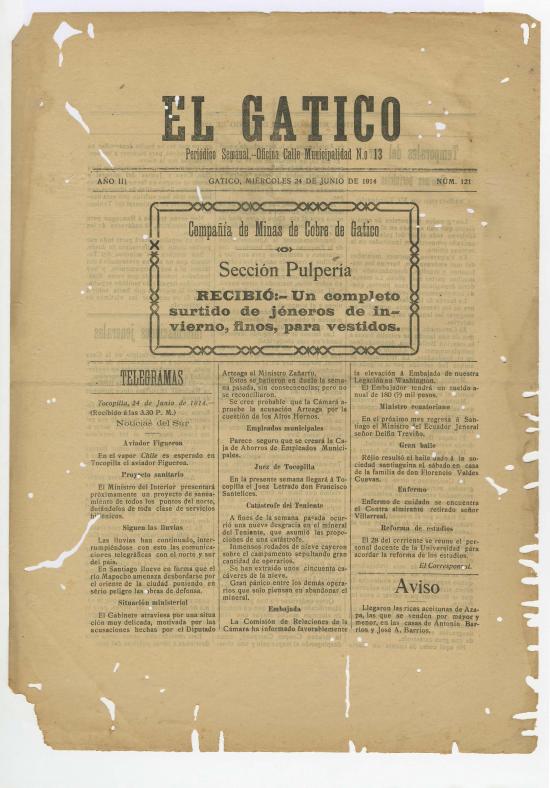 EL GATICO
Periódico Semanal.-Oficina Calle Municipalidad N.o 13
AÑO III
GATICO, MIÉRCOLES 24 DE JUNIO DE 1914
NÚM. 121
Compañía de Minas de Cobre de Gatico
Sección Pulpería
RECIBIÓ:- Un completo
surtido de jéneros de in-
vierno, finos, para vestidos.
TELEGRAMAS
Tocopilla, 24 de Junio de 1914.
(Recibido á las 3.30 P. M.)
Noticias del Sur
Aviador Figueroa
En el vapor Chile es esperado en
Tocopilla el aviador Figueroa.
Proyecto sanitario
El Ministro del Interior presentará
próximamente un proyecto de sanea-
miento de todos los puntos del norte,
dotándolos de toda clase de servicios
hijiénicos.
Siguen las lluvias
Las lluvias han continuado, inter-
rumpiéndose con esto las comunica-
ciones telegráficas con el norte y sur
del país.
En Santiago llueve en forma que el
río Mapocho amenaza desbordarse por
el oriente de la ciudad poniendo en
sério peligro las obras de defensa.
Situación ministerial
El Gabinete atraviesa por una situa
ción muy delicada, motivada por las
acusaciones hechas por el Diputado
Arteaga al Ministro Zañartu.
Estos se batieron en duelo la sema-
na pasada, sin consecuencias; pero no
se reconciliaron.
Se cree probable que la Cámara a-
pruebe la acusación Arteaga por la
cuestión de los Altos Hornos.
Empleados municipales
Parece seguro que se creará la Ca-
ja de Ahorros de Empleados Munici-
pales.
Juez de Tocopilla
En la presente semana llegará á To-
copilla el juez Letrado don Francisco
Santelices.
Catástrofe del Teniente
A fines de la semana pasada ocur-
rió una nueva desgracia en el mineral
del Teniente, que asumió las propo-
ciones de una catástrofe.
Inmensos rodados de nieve cayeron
sobre el campamento sepultando gran
cantidad de operarios.
Se han extraído unos cincuenta ca-
dáveres de la nieve.
Gran pánico entre los demás opera-
rios que solo piensan en abandonar el
mineral.
Embajada
La Comisión de Relaciones de la
Cámara ha informado favorablemente
la elevación á Embajada de nuestra
Legación en Washington.
El Embajador tendrá un sueldo a-
nual de 180 (?) mil pesos.
Ministro ecuatoriano
En el próximo mes regresa á San-
tiago el Ministro del Ecuador Jeneral
señor Delfín Treviño.
Gran baile
Réjio resultó el baile dado á la so-
ciedad santiaguina el sábado en casa
de la familia de don Florencio Valdes
Cuevas.
Enfermo
Enfermo de cuidado se encuentra
el Contra almirante retirado señor
Villarreal.
Reforma de estudios
El 28 del corriente se reune el per-
sonal docente de la Universidad para
acordar la reforma de los estudios.
El Corresponsal.
Aviso
Llegaron las ricas aceitunas de Aza-
pa, las que se venden por mayor y
menor, en las casas de Antonio Bar-
rios y José A. Barrios.